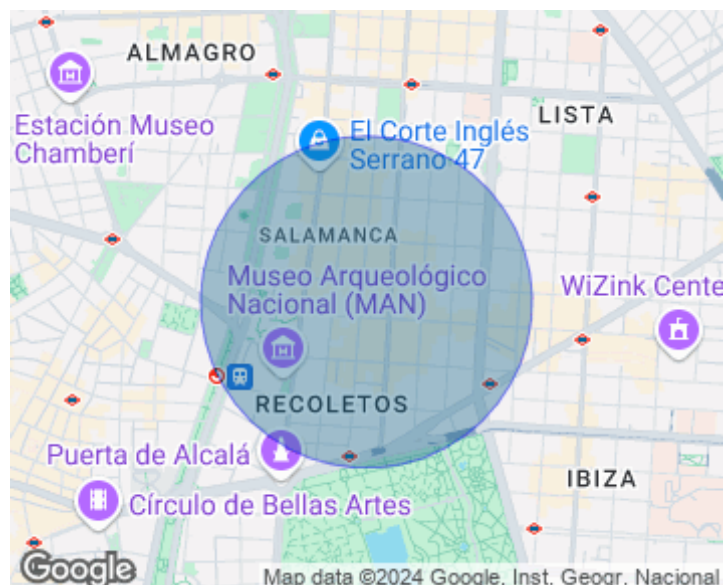 ALMAGRO
Estación Museo
Chamberí
El Corte Inglés
Serrano 47
LISTA
SALAMANCA
Museo Arqueológico
Nacional (MAN)
WiZink Cente
RECOLETOS
Puerta de Alcalá
IBIZA
Círculo de Bellas Artes
Google
Map data ©2024 Google, Inst. Geogr. Nacional